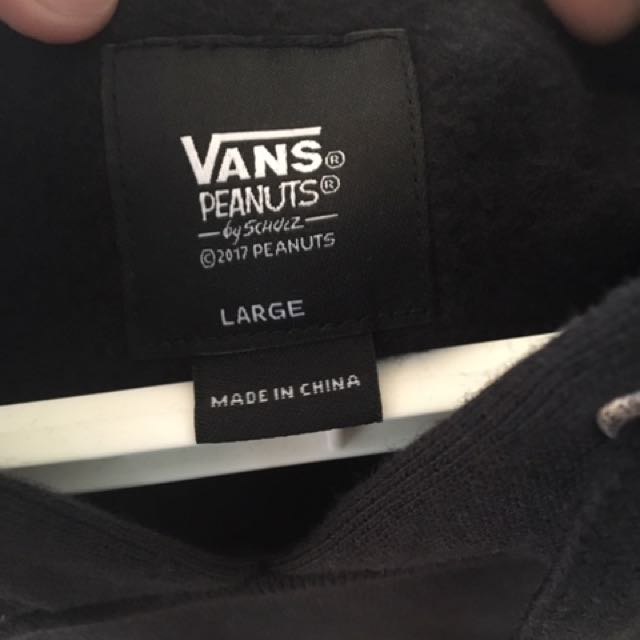 VANS®
PEANUTS®
by SCHULZ
©2017 PEANUTS
LARGE
MADE IN CHINA